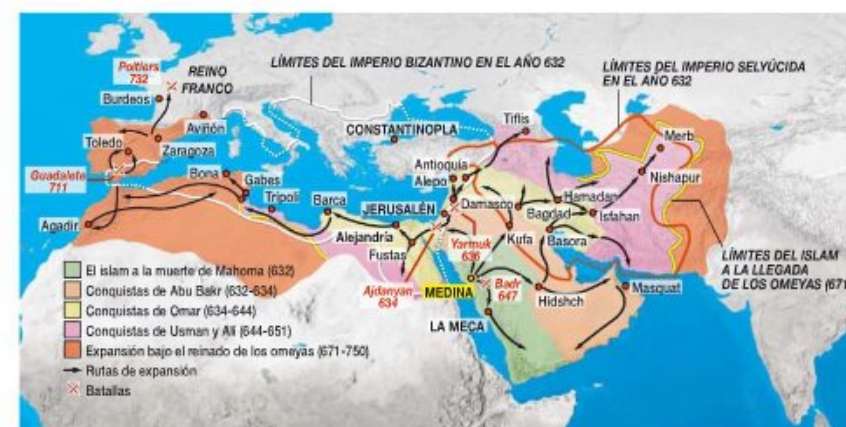 Poitiers
732
REINO
FRANCO
LÍMITES DEL IMPERIO BIZANTINO EN EL AÑO 632
LÍMITES DEL IMPERIO SELYÚCIDA
EN EL AÑO 632
Burdeos
Aviñón
Tiflis
CONSTANTINOPLA
Merb
Toledo
Zaragoza
Antioquía
Alepo
Nishapur
Guadalete
711
Bona
Gabes
Trípoli
Barca
Damasco
Hamadan
Bagdad
Isfahan
JERUSALÉN
Agadir
Alejandría
Fustas
Yarmuk
636
Kufa
Basora
LÍMITES DEL ISLAM
A LA LLEGADA
DE LOS OMEYAS (671
El islam a la muerte de Mahoma (632)
Conquistas de Abu Bakr (632-634)
Conquistas de Omar (634-644)
Conquistas de Usman y Ali (644-651)
Expansión bajo el reinado de los omeyas (671-750)
Rutas de expansión
Batallas
Ajdanyan
634
MEDINA
Badr
647
Hidshch
Masquat
LA MECA